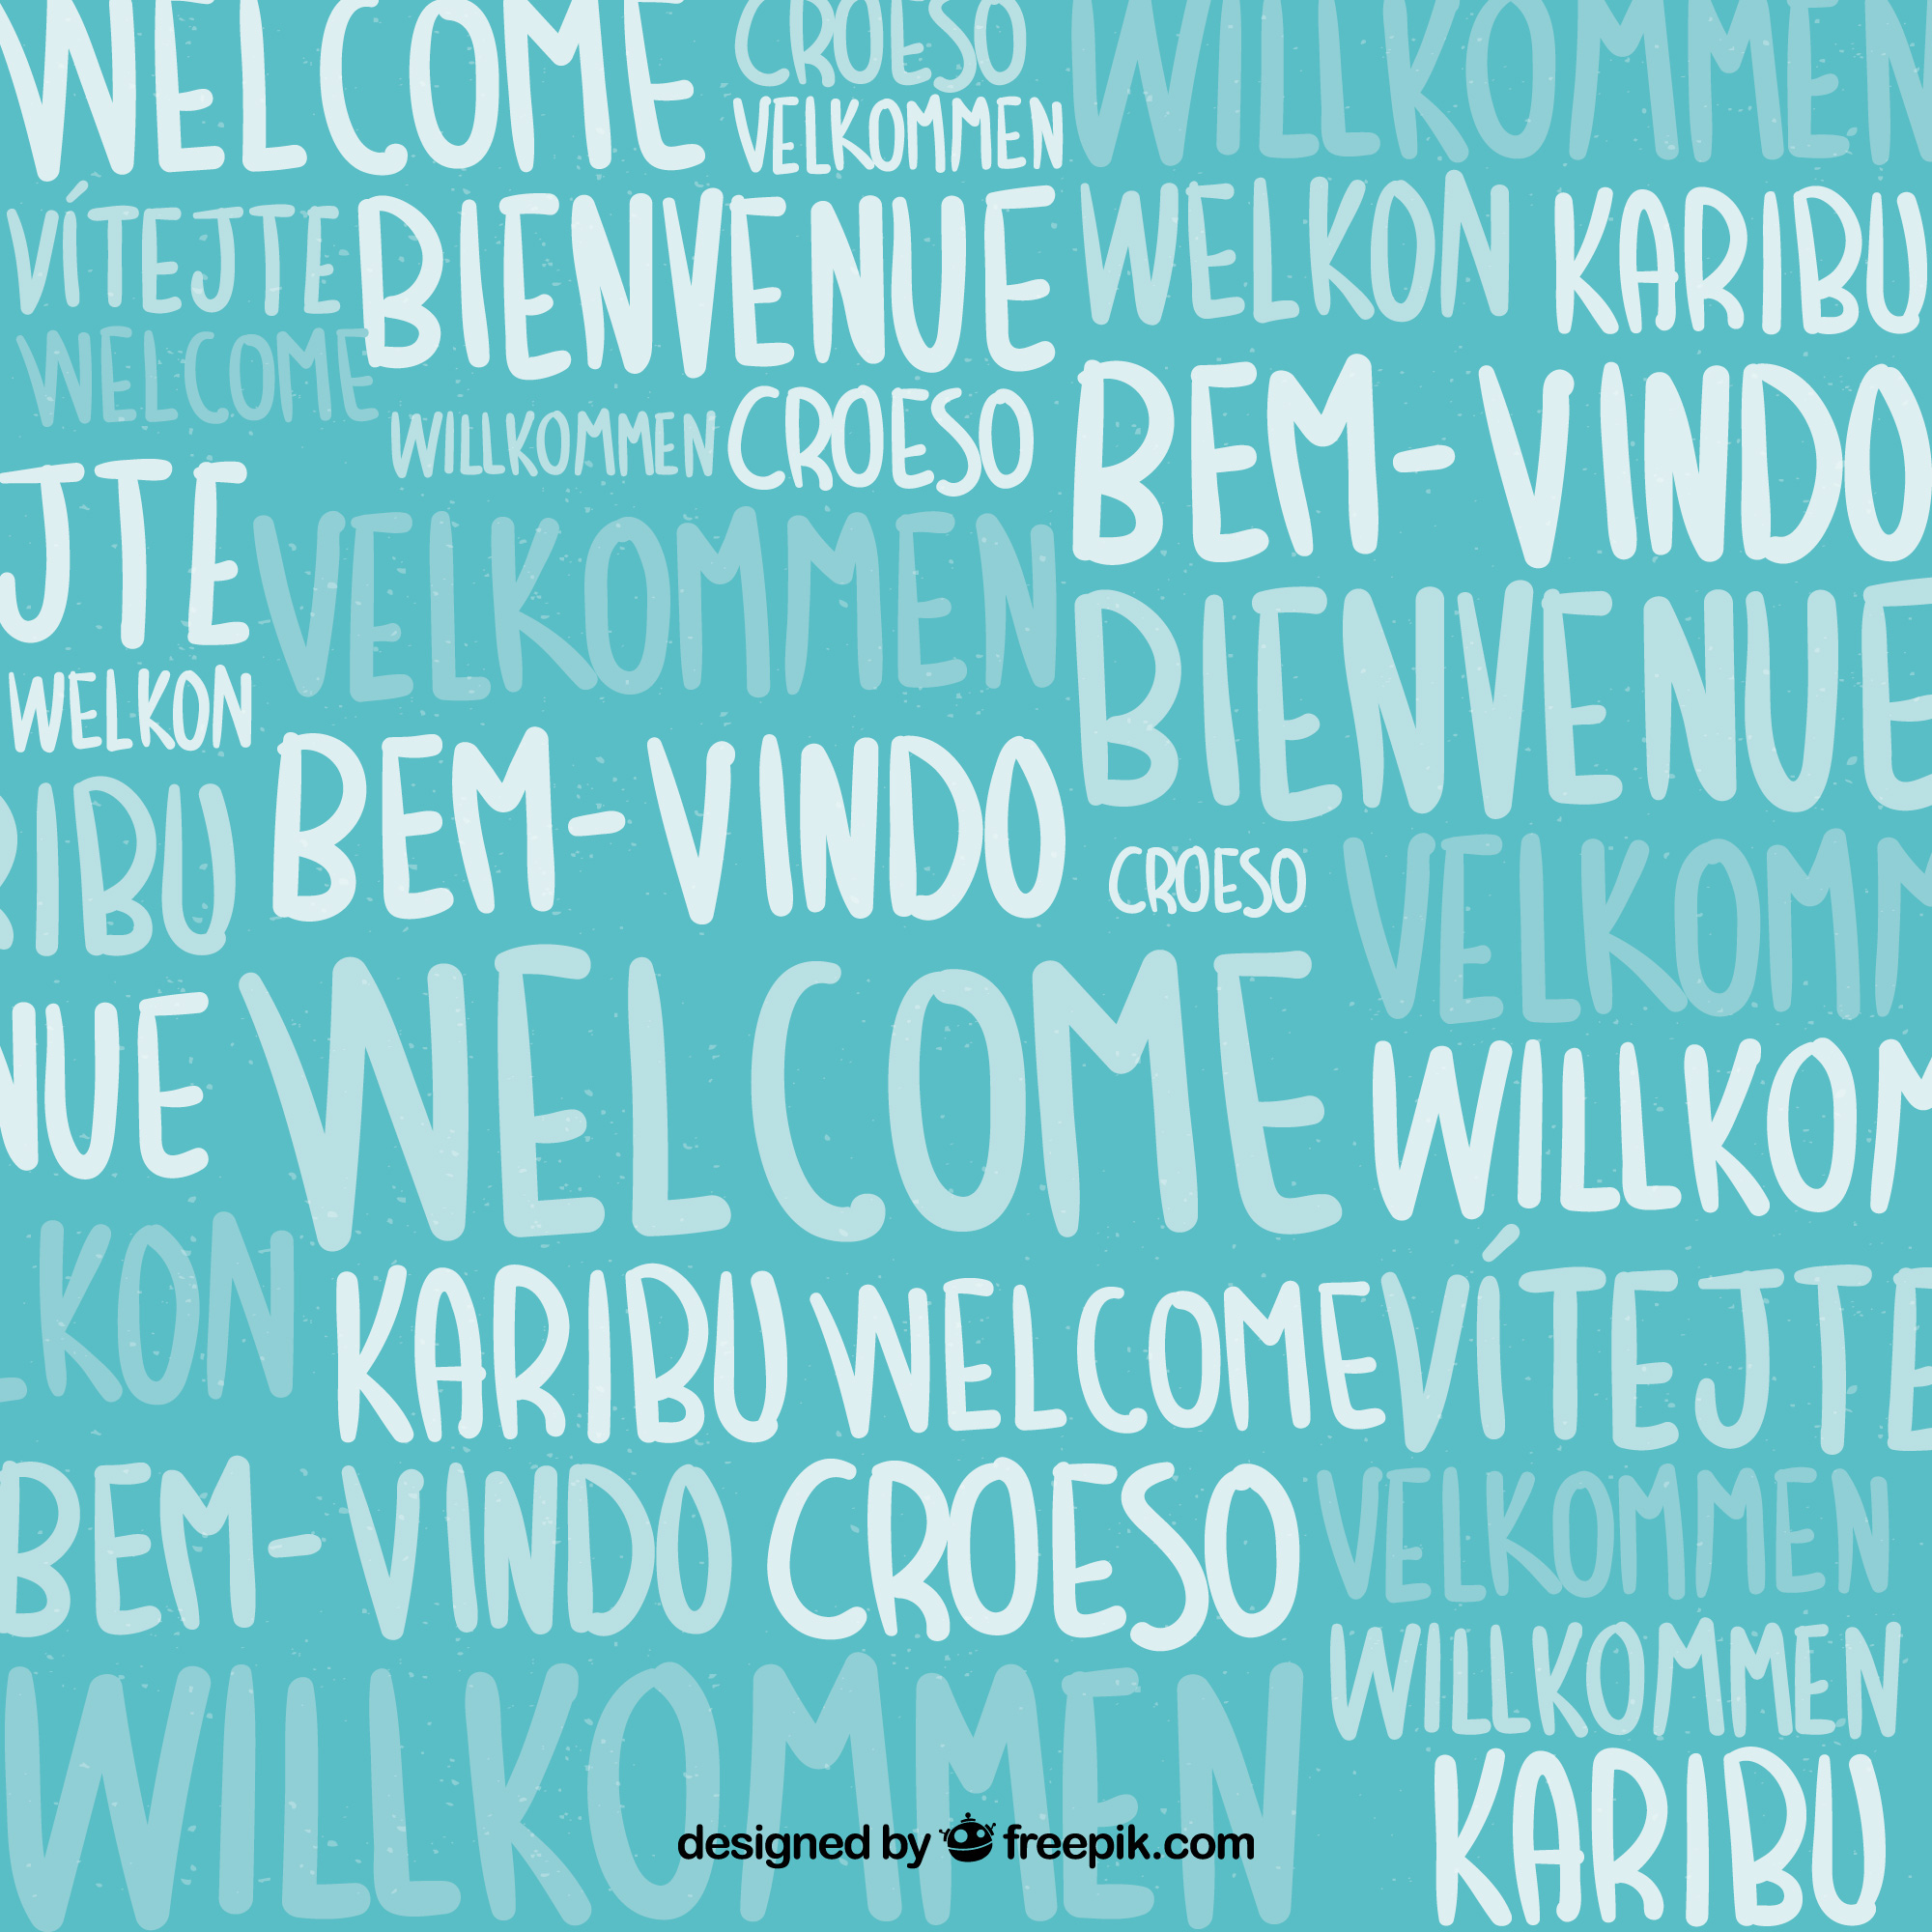 WELCOME CROESO WILLKOMMEN
VELKOMMEN
VÍTEJTE BIENVENUE WELKON KARIBU
WELCOME
WILLKOMMEN CROESO BEM-VINDO
JTE VELKOMMEN
BIENVENUE
WELKON
BEM-VINDO
RIBU CROESO VELKOMM
NUE WELCOME WILLKOM
LKON KARIBU WELCOME VÍTEJTE
BEM-VINDO CROESO VELKOMMEN
WILLKOMMEN
WILLKOMMEN KARIBU
designed by freepik.com